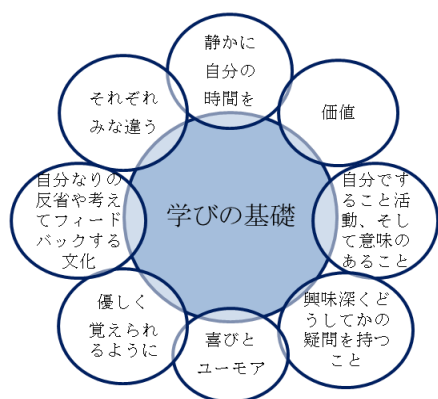 静かに
自分の
時間を
価値
自分です
ること活
動、そし
て意味の
あること
興味深くど
うしてかの
疑問を持つ
こと
喜びと
ユーモア
優しく
覚えられ
るように
自分なりの
反省や考え
てフィード
バックする
文化
それぞれ
みな違う
学びの基礎